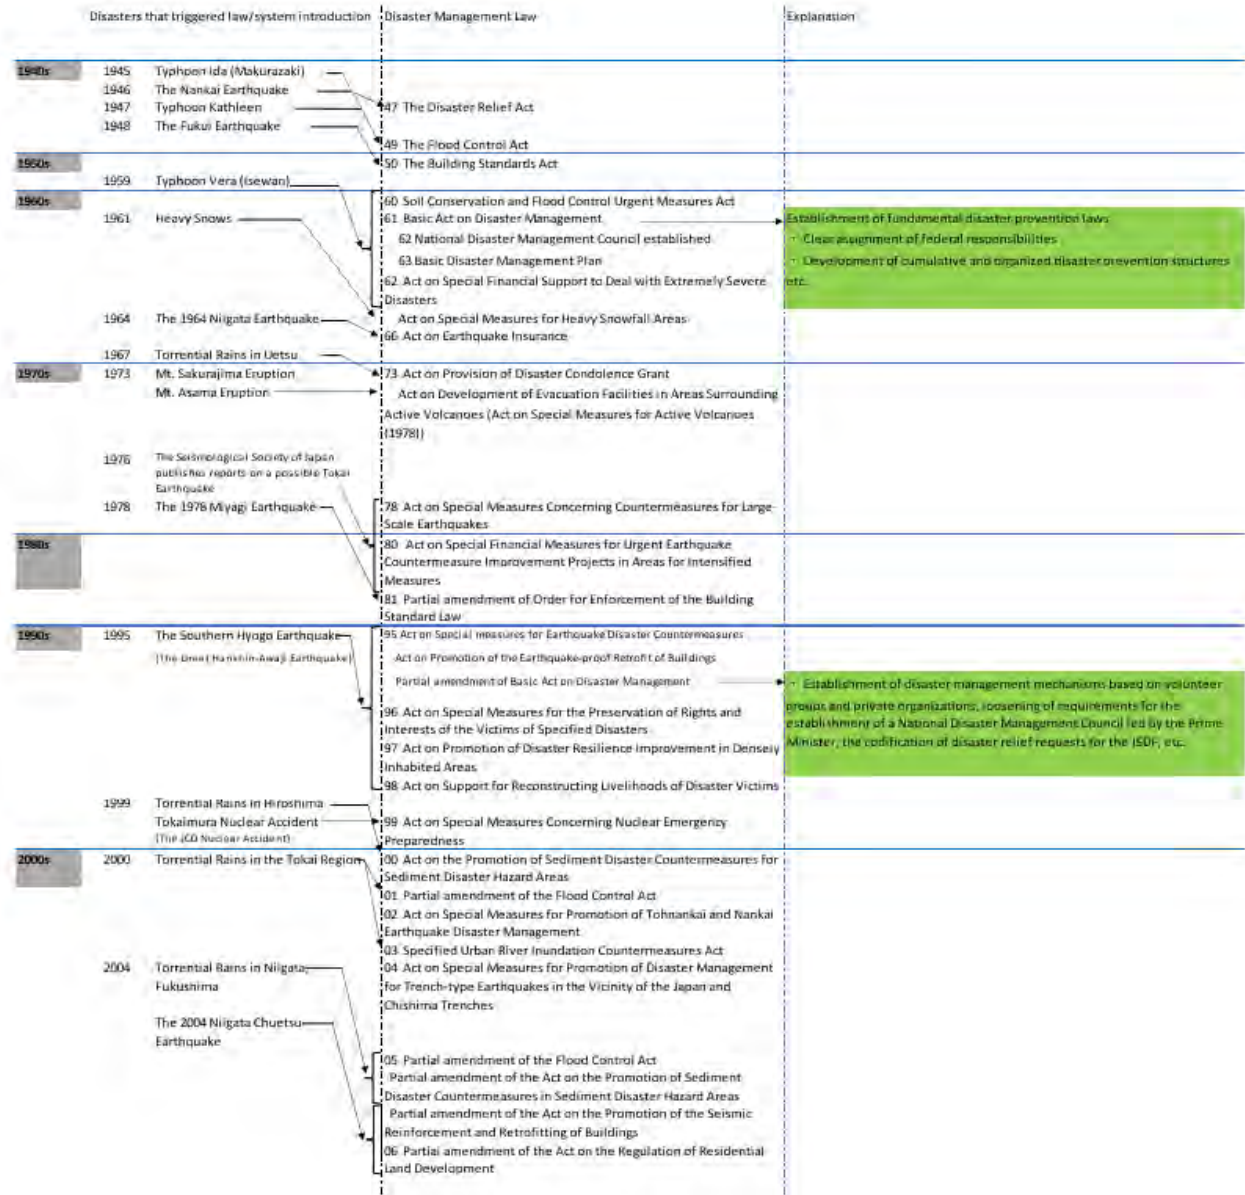 Disasters that triggered law/system introduction
Disaster Management Law
Explanation
1940s
1945 Typhoon Ida (Makurazaki)
1946 The Nankai Earthquake
1947 Typhoon Kathleen
47 The Disaster Relief Act
1948 The Fukui Earthquake
49 The Flood Control Act
1950s
50 The Building Standards Act
1959 Typhoon Vera (Isewan)
1960s
60 Soil Conservation and Flood Control Urgent Measures Act
1961 Heavy Snows
61 Basic Act on Disaster Management
62 National Disaster Management Council established
63 Basic Disaster Management Plan
62 Act on Special Financial Support to Deal with Extremely Severe
Disasters
Act on Special Measures for Heavy Snowfall Areas
Establishment of fundamental disaster prevention laws
・ Clear assignment of federal responsibilities
・ Development of cumulative and organized disaster prevention structures
etc.
1964 The 1964 Niigata Earthquake
66 Act on Earthquake Insurance
1967 Torrential Rains in Uetsu
1970s
1973 Mt. Sakurajima Eruption
73 Act on Provision of Disaster Condolence Grant
Mt. Asama Eruption
Act on Development of Evacuation Facilities in Areas Surrounding
Active Volcanoes (Act on Special Measures for Active Volcanoes
(1978))
1976 The Seismological Society of Japan
publishes reports on a possible Tokai
Earthquake
1978 The 1978 Miyagi Earthquake
78 Act on Special Measures Concerning Countermeasures for Large-
Scale Earthquakes
1980s
80 Act on Special Financial Measures for Urgent Earthquake
Countermeasure Improvement Projects in Areas for Intensified
Measures
81 Partial amendment of Order for Enforcement of the Building
Standard Law
1990s
1995 The Southern Hyogo Earthquake
(The Great Hanshin-Awaji Earthquake)
95 Act on Special measures for Earthquake Disaster Countermeasures
Act on Promotion of the Earthquake-proof Retrofit of Buildings
Partial amendment of Basic Act on Disaster Management
・ Establishment of disaster management mechanisms based on volunteer
groups and private organizations, loosening of requirements for the
establishment of a National Disaster Management Council led by the Prime
Minister, the codification of disaster relief requests for the JSDF, etc.
96 Act on Special Measures for the Preservation of Rights and
Interests of the Victims of Specified Disasters
97 Act on Promotion of Disaster Resilience Improvement in Densely
Inhabited Areas
98 Act on Support for Reconstructing Livelihoods of Disaster Victims
1999 Torrential Rains in Hiroshima
Tokaimura Nuclear Accident
(The JCO Nuclear Accident)
99 Act on Special Measures Concerning Nuclear Emergency
Preparedness
2000s
2000 Torrential Rains in the Tokai Region
00 Act on the Promotion of Sediment Disaster Countermeasures for
Sediment Disaster Hazard Areas
01 Partial amendment of the Flood Control Act
02 Act on Special Measures for Promotion of Tohnankai and Nankai
Earthquake Disaster Management
03 Specified Urban River Inundation Countermeasures Act
2004 Torrential Rains in Niigata,
Fukushima
04 Act on Special Measures for Promotion of Disaster Management
for Trench-type Earthquakes in the Vicinity of the Japan and
Chishima Trenches
The 2004 Niigata Chuetsu
Earthquake
05 Partial amendment of the Flood Control Act
Partial amendment of the Act on the Promotion of Sediment
Disaster Countermeasures in Sediment Disaster Hazard Areas
Partial amendment of the Act on the Promotion of the Seismic
Reinforcement and Retrofitting of Buildings
06 Partial amendment of the Act on the Regulation of Residential
Land Development